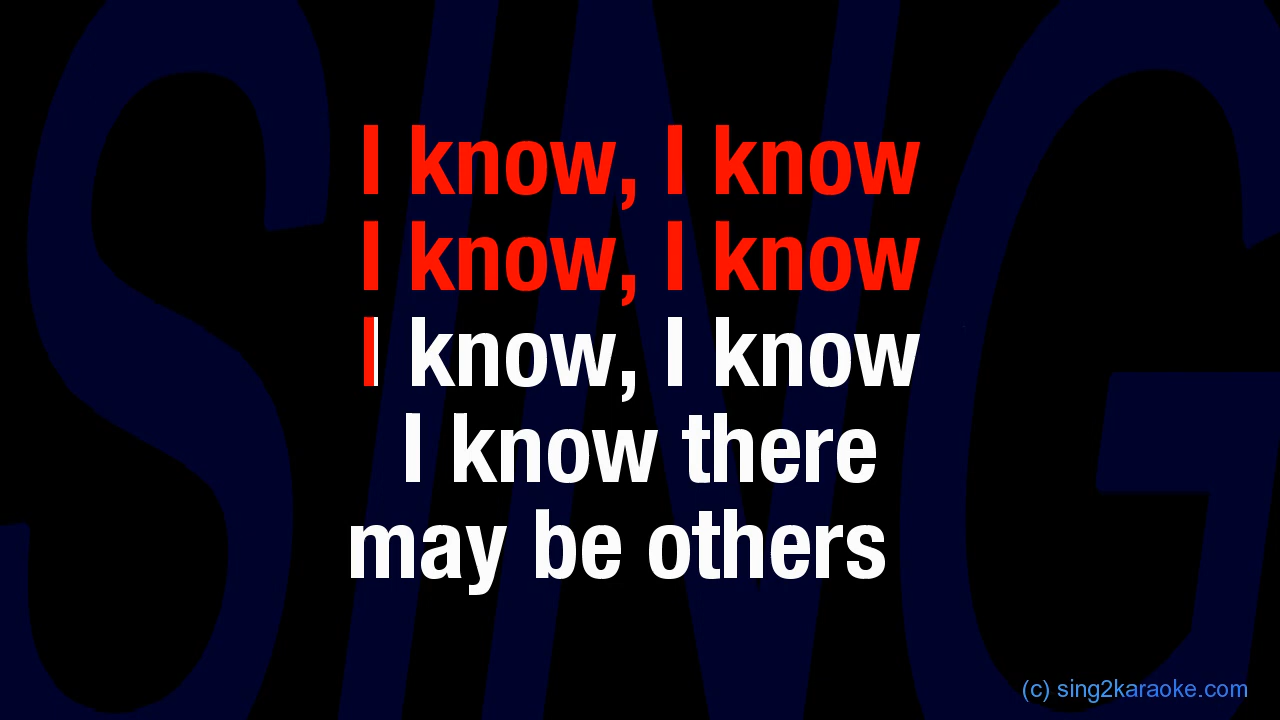 SING
I know, I know
I know, I know
I know, I know
I know there
may be others
(c) sing2karaoke.com